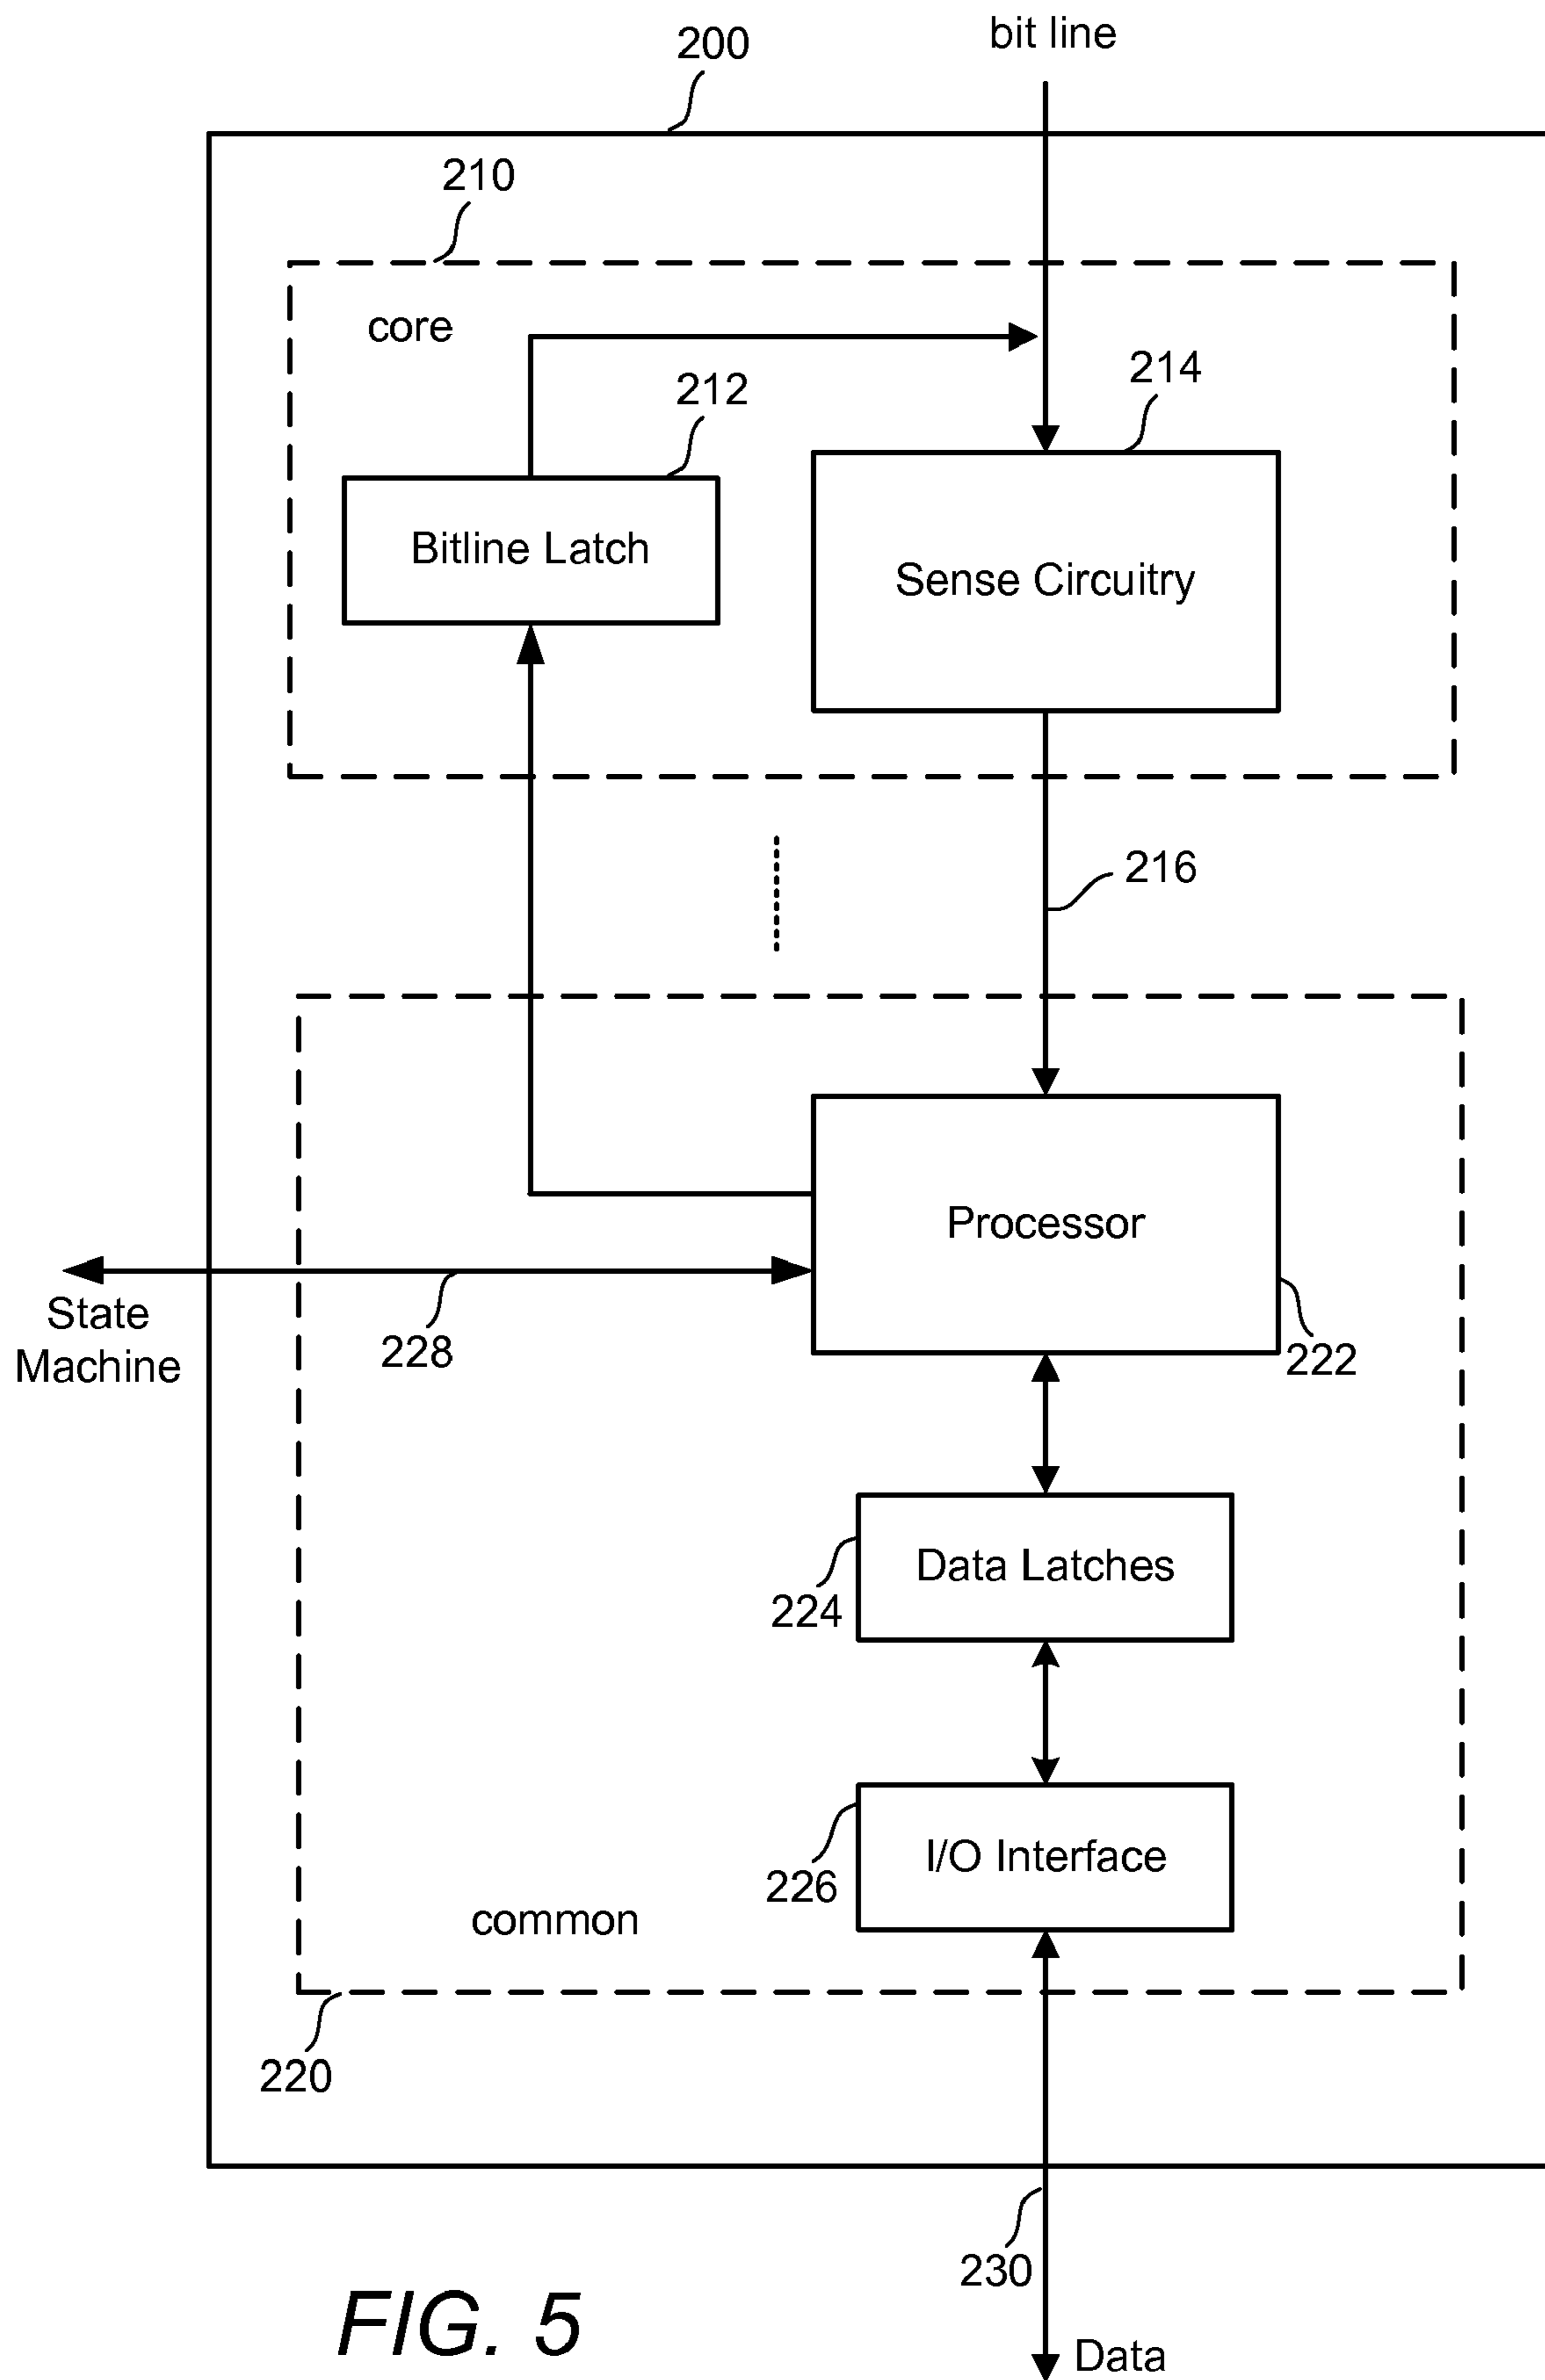 bit line
200
210
core
214
212
Bitline Latch
Sense Circuitry
216
Processor
State
Machine
228
222
Data Latches
224
I/O Interface
226
common
220
230
FIG. 5
Data